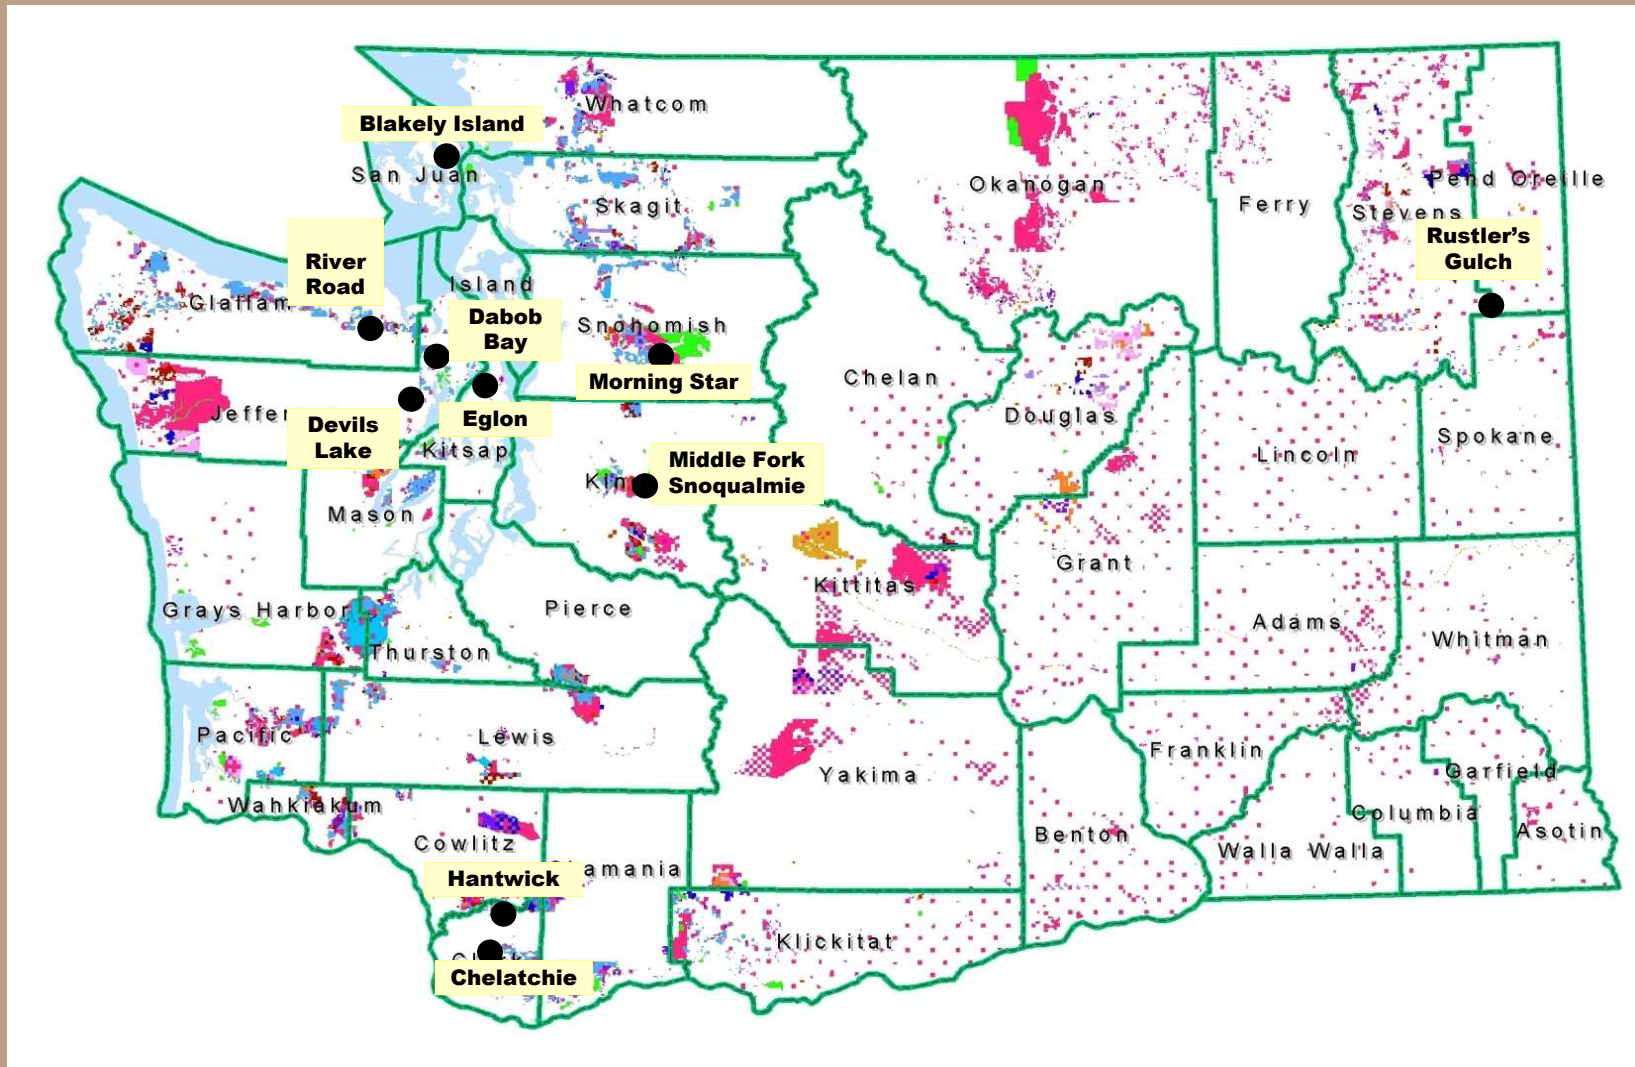 Whatcom
Blakely Island
San Juan
Okanogan
Pend Oreille
Skagit
Ferry
Stevens
Rustler's
Gulch
River
Road
Island
Clallam
Dabob
Bay
Snohomish
Morning Star
Chelan
Jeffer
Eglon
Douglas
Devils
Lake
Kitsap
Lincoln
Spokane
Middle Fork
Snoqualmie
Mason
Grant
Kittitas
Grays Harbor
Pierce
Adams
Whitman
Thurston
Pacific
Lewis
Yakima
Franklin
Garfield
Wahkiakum
Columbia
Cowlitz
Benton
Asotin
Walla Walla
Hantwick
amania
Klickitat
Chelatchie